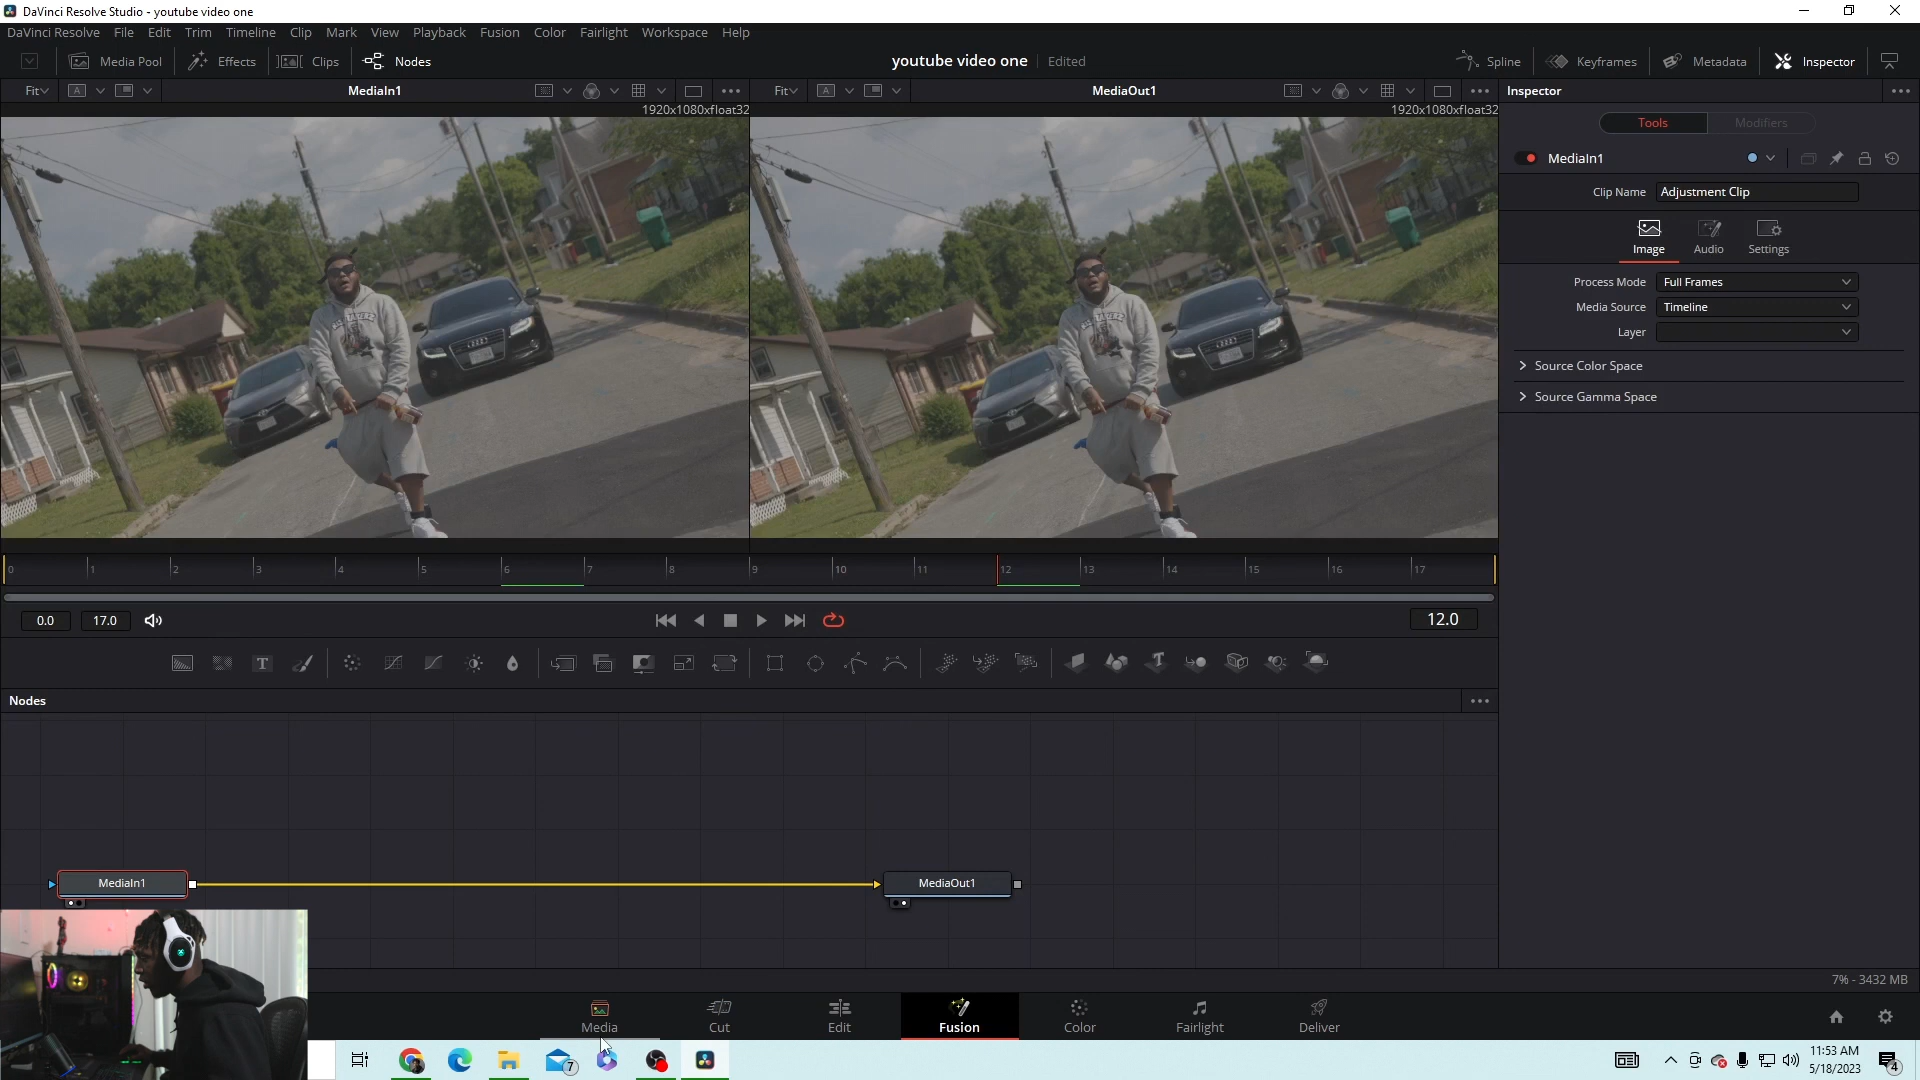 DaVinci Resolve Studio - youtube video one
DaVinci Resolve File Edit Trim Timeline Clip Mark View Playback Fusion Color Fairlight Workspace Help
Media Pool Effects Clips Nodes youtube video one Edited Spline Keyframes Metadata Inspector
Fit A MediaIn1 Fit A MediaOut1 Inspector
1920x1080xfloat32 1920x1080xfloat32
Tools Modifiers
MediaIn1
Clip Name Adjustment Clip
Image Audio Settings
Process Mode Full Frames
Media Source Timeline
Layer
Source Color Space
Source Gamma Space
0 1 2 3 4 5 6 7 8 9 10 11 12 13 14 15 16 17
0.0 17.0 12.0
T T
Nodes
MediaIn1 MediaOut1
7% - 3432 MB
Media Cut Edit Fusion Color Fairlight Deliver
7
11:53 AM
5/18/2023
4